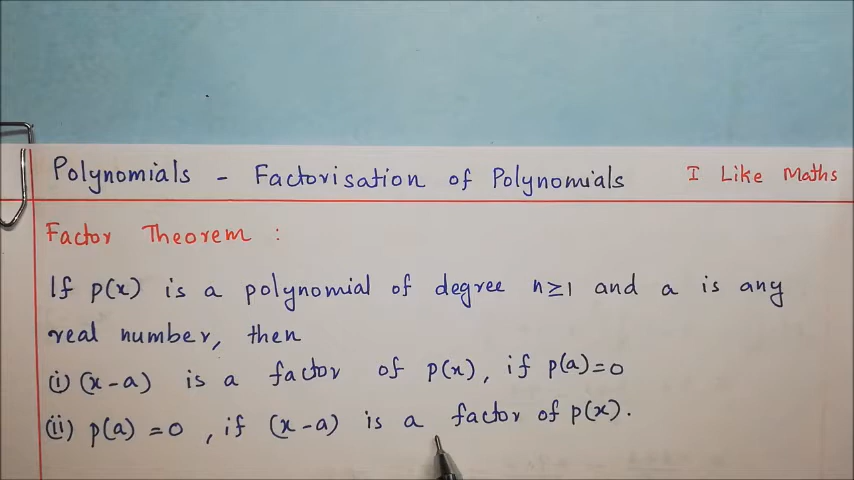 Polynomials - Factorisation of Polynomials I Like Maths
Factor Theorem :
If p(x) is a polynomial of degree n≥1 and a is any
real number, then
(i) (x-a) is a factor of p(x), if p(a)=0
(ii) p(a) =0 , if (x-a) is a factor of p(x).